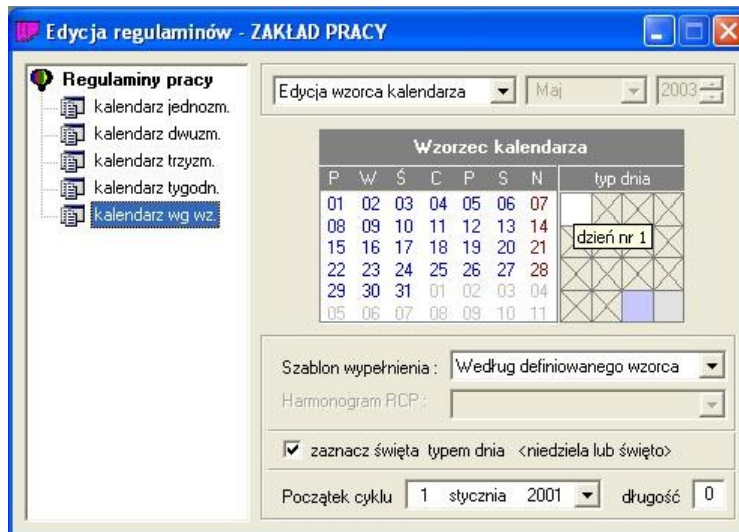 Edycja regulaminów - ZAKŁAD PRACY
Regulaminy pracy
kalendarz jednozm.
kalendarz dwuzm.
kalendarz trzyzm.
kalendarz tygodn.
kalendarz wg wz.
Edycja wzorca kalendarza Maj 2003
Wzorzec kalendarza
P W Ś C P S N typ dnia
01 02 03 04 05 06 07
08 09 10 11 12 13 14
dzień nr 1
15 16 17 18 19 20 21
22 23 24 25 26 27 28
29 30 31 01 02 03 04
05 06 07 08 09 10 11
Szablon wypełnienia : Według definiowanego wzorca
Harmonogram RCP :
zaznacz święta typem dnia <niedziela lub święto>
Początek cyklu 1 stycznia 2001 długość 0